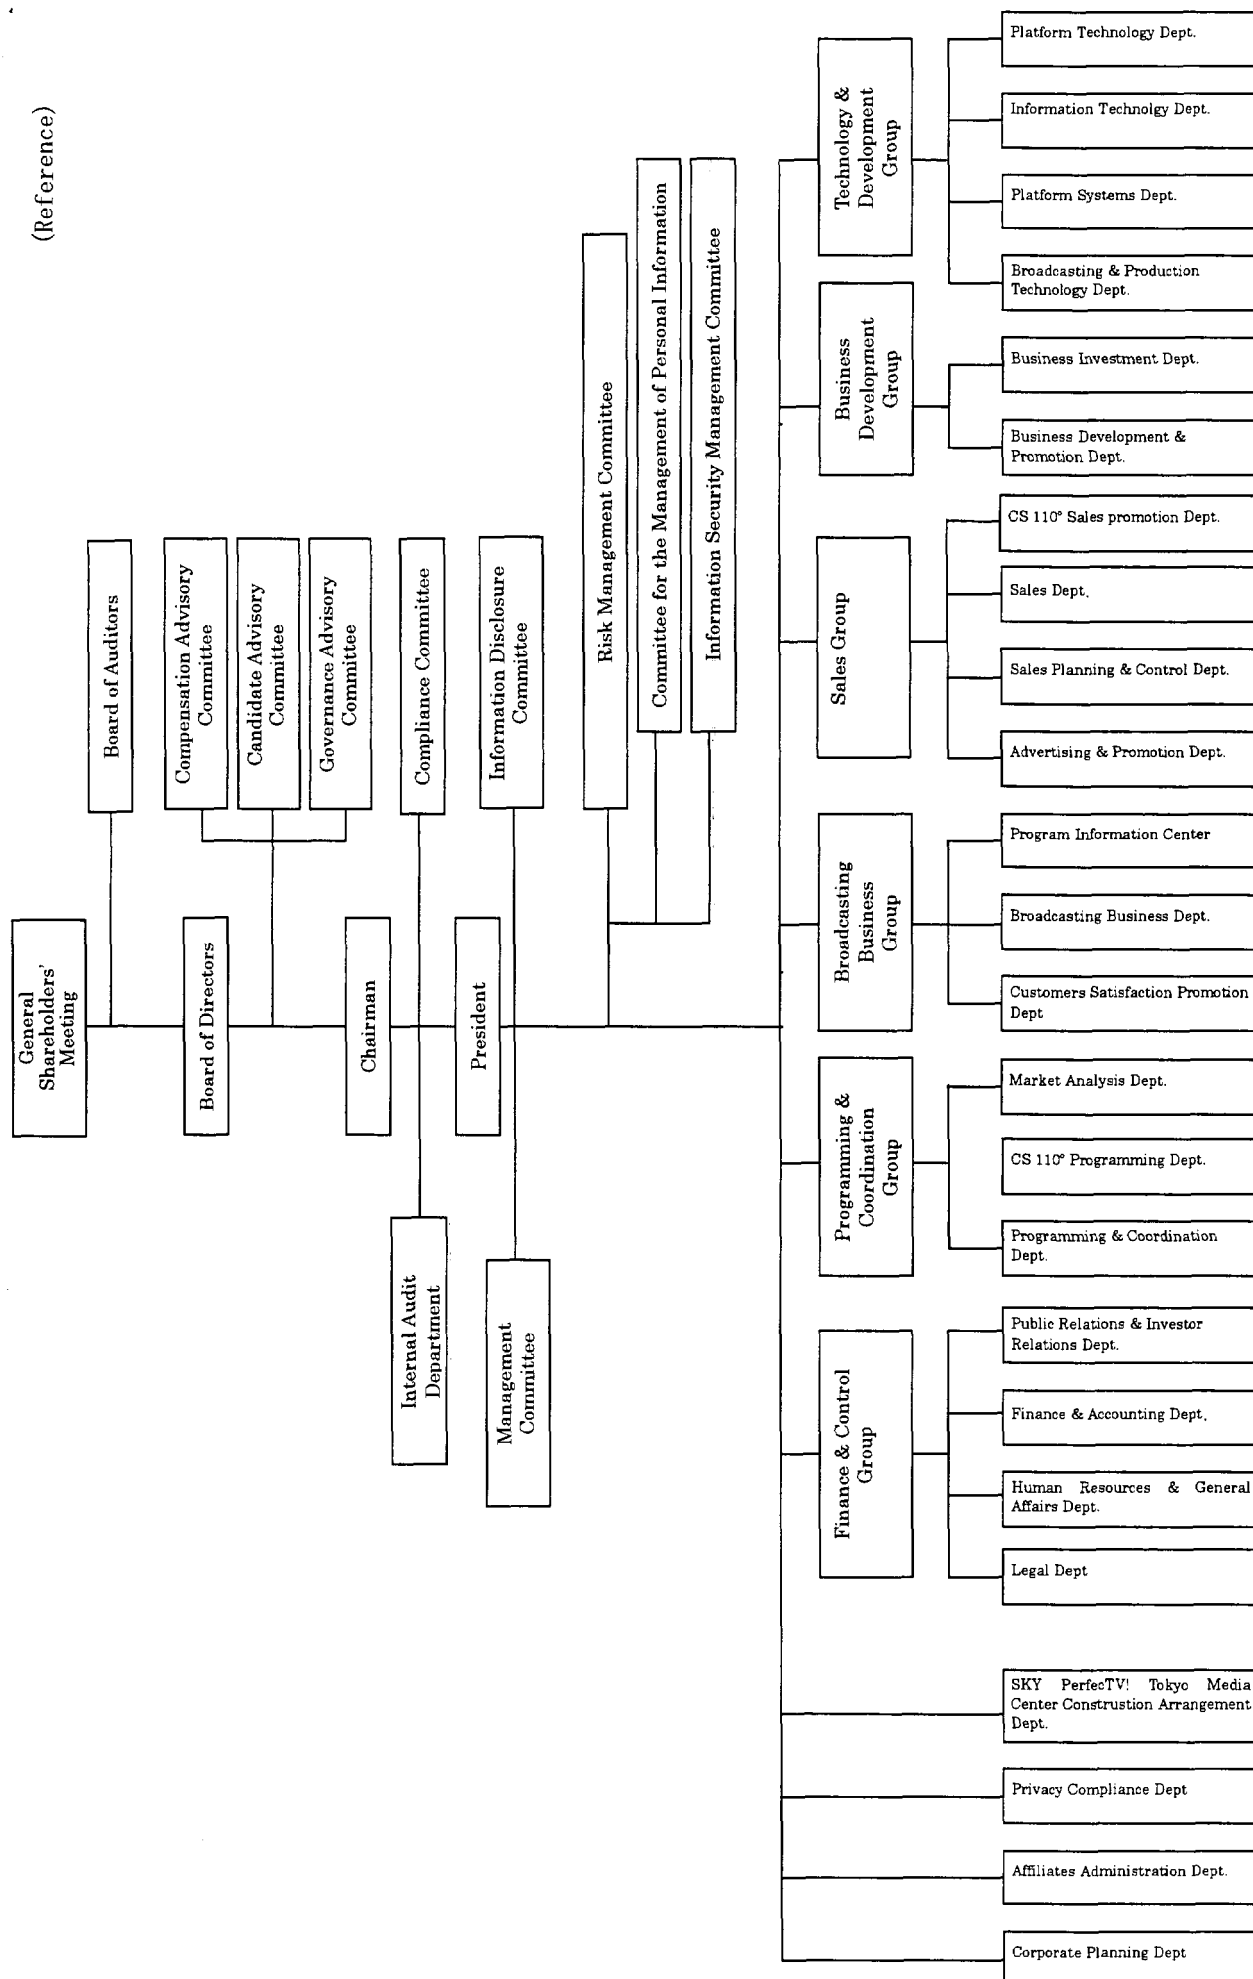 (Reference)
General
Shareholders'
Meeting
Board of Auditors
Board of Directors
Compensation Advisory
Committee
Candidate Advisory
Committee
Governance Advisory
Committee
Chairman
Compliance Committee
Internal Audit
Department
President
Information Disclosure
Committee
Management
Committee
Risk Management Committee
Committee for the Management of Personal Information
Information Security Management Committee
Technology &
Development
Group
Business
Development
Group
Sales Group
Broadcasting
Business
Group
Programming &
Coordination
Group
Finance & Control
Group
Platform Technology Dept.
Information Technolgy Dept.
Platform Systems Dept.
Broadcasting & Production
Technology Dept.
Business Investment Dept.
Business Development &
Promotion Dept.
CS 110° Sales promotion Dept.
Sales Dept.
Sales Planning & Control Dept.
Advertising & Promotion Dept.
Program Information Center
Broadcasting Business Dept.
Customers Satisfaction Promotion
Dept
Market Analysis Dept.
CS 110° Programming Dept.
Programming & Coordination
Dept.
Public Relations & Investor
Relations Dept.
Finance & Accounting Dept.
Human Resources & General
Affairs Dept.
Legal Dept
SKY PerfecTV! Tokyo Media
Center Constrution Arrangement
Dept.
Privacy Compliance Dept
Affiliates Administration Dept.
Corporate Planning Dept